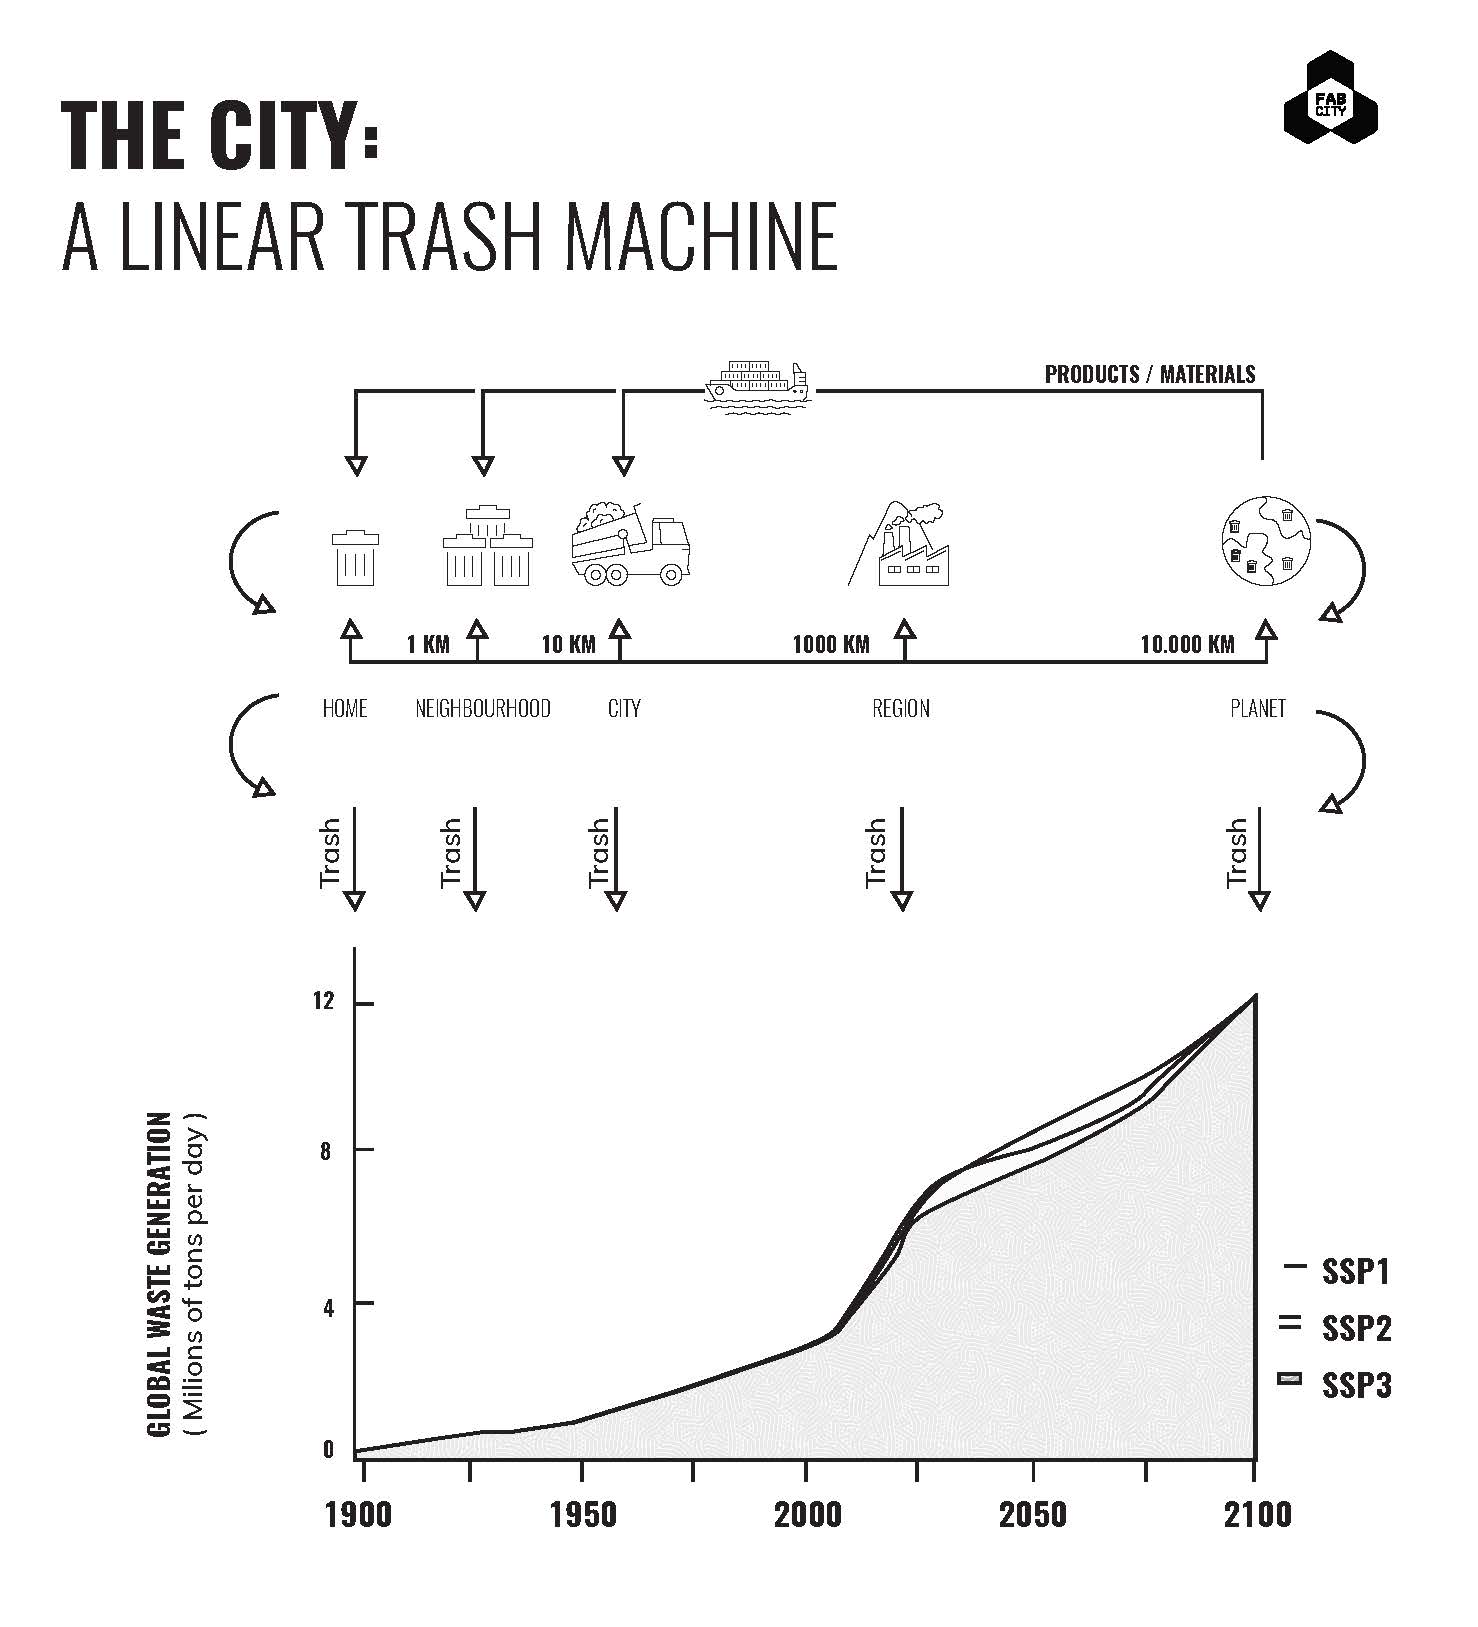 THE CITY:
A LINEAR TRASH MACHINE
FAB
CITY
PRODUCTS / MATERIALS
1 KM
10 KM
1000 KM
10.000 KM
HOME
NEIGHBOURHOOD
CITY
REGION
PLANET
Trash
Trash
Trash
Trash
Trash
GLOBAL WASTE GENERATION
( Milions of tons per day )
12
8
4
0
1900
1950
2000
2050
2100
SSP1
SSP2
SSP3